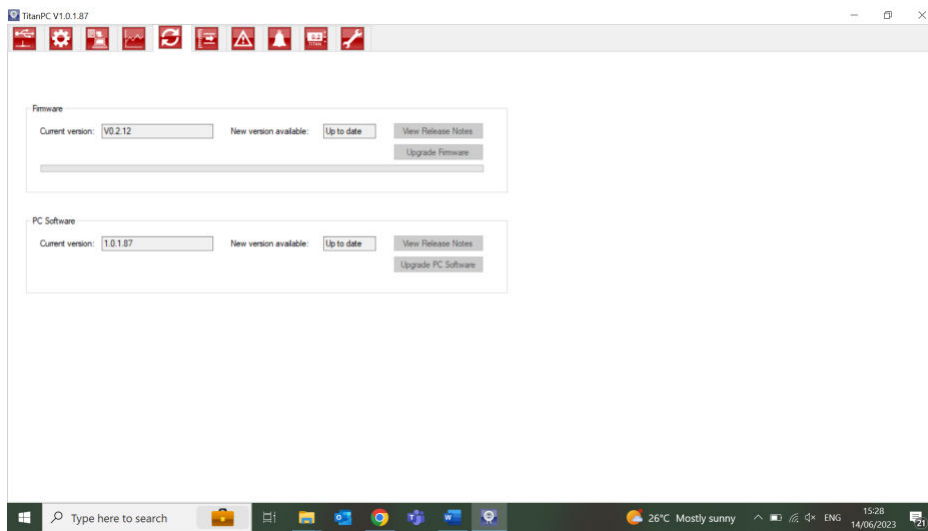 TitanPC V1.0.1.87
Firmware
Current version: V0.2.12 New version available: Up to date View Release Notes
Upgrade Firmware
PC Software
Current version: 1.0.1.87 New version available: Up to date View Release Notes
Upgrade PC Software
Type here to search
26°C Mostly sunny
ENG
15:28
14/06/2023
21